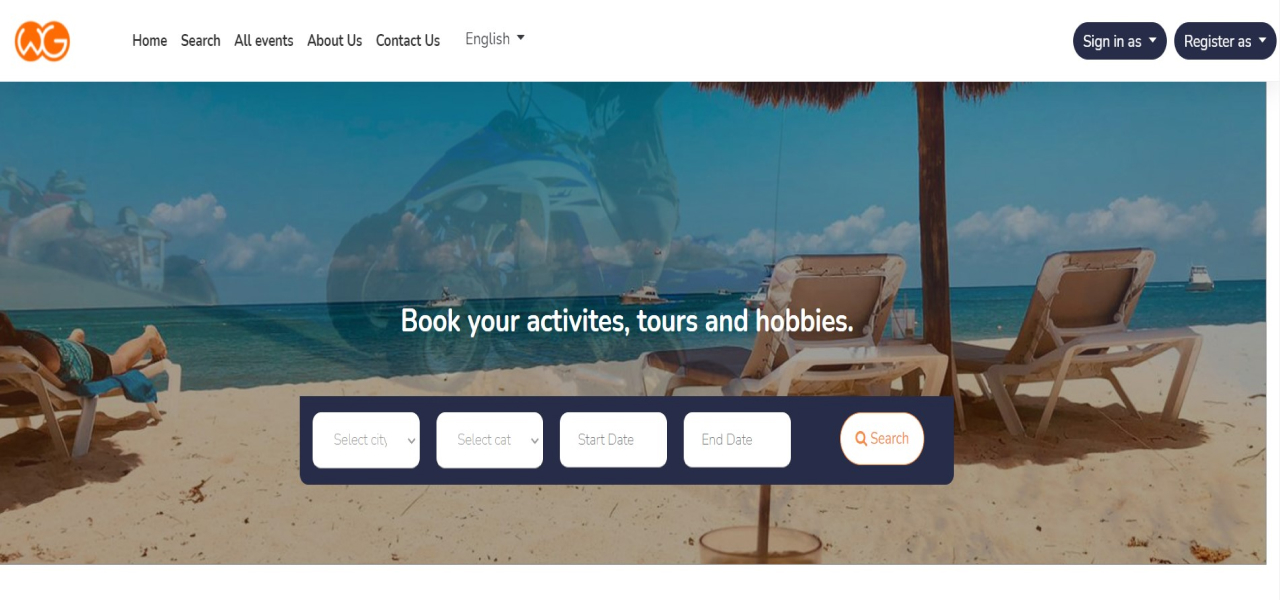 WG
Home Search All events About Us Contact Us English
Sign in as Register as
Book your activites, tours and hobbies.
Select city Select cat Start Date End Date Search